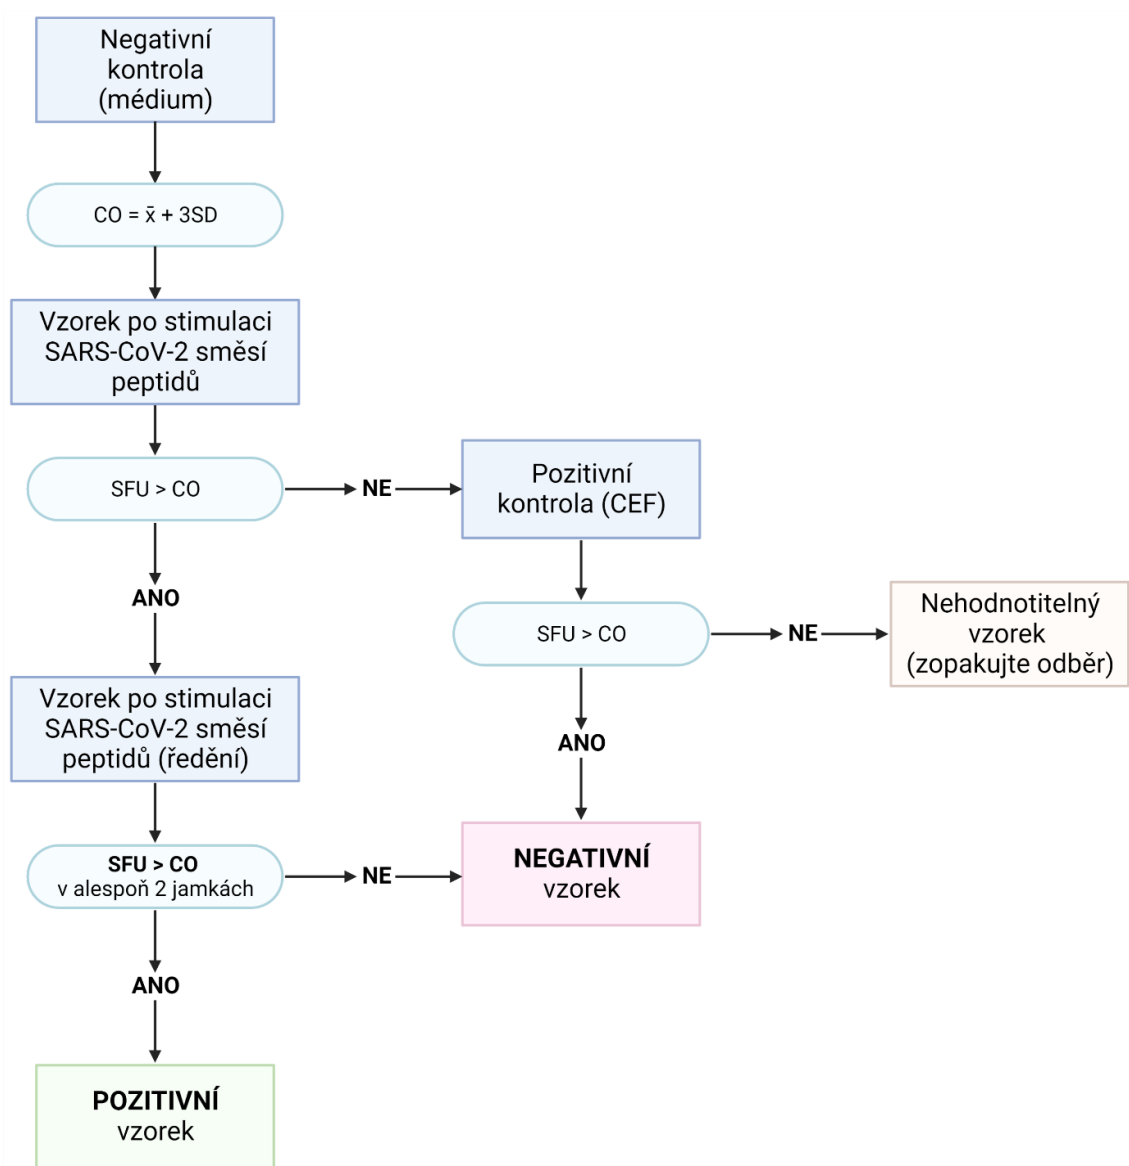 Negativní
kontrola
(médium)
CO = x̄ + 3SD
Vzorek po stimulaci
SARS-CoV-2 směsí
peptidů
SFU > CO
NE
Pozitivní
kontrola (CEF)
ANO
SFU > CO
NE
Nehodnotitelný
vzorek
(zopakujte odběr)
Vzorek po stimulaci
SARS-CoV-2 směsí
peptidů (ředění)
ANO
SFU > CO
v alespoň 2 jamkách
NE
NEGATIVNÍ
vzorek
ANO
POZITIVNÍ
vzorek